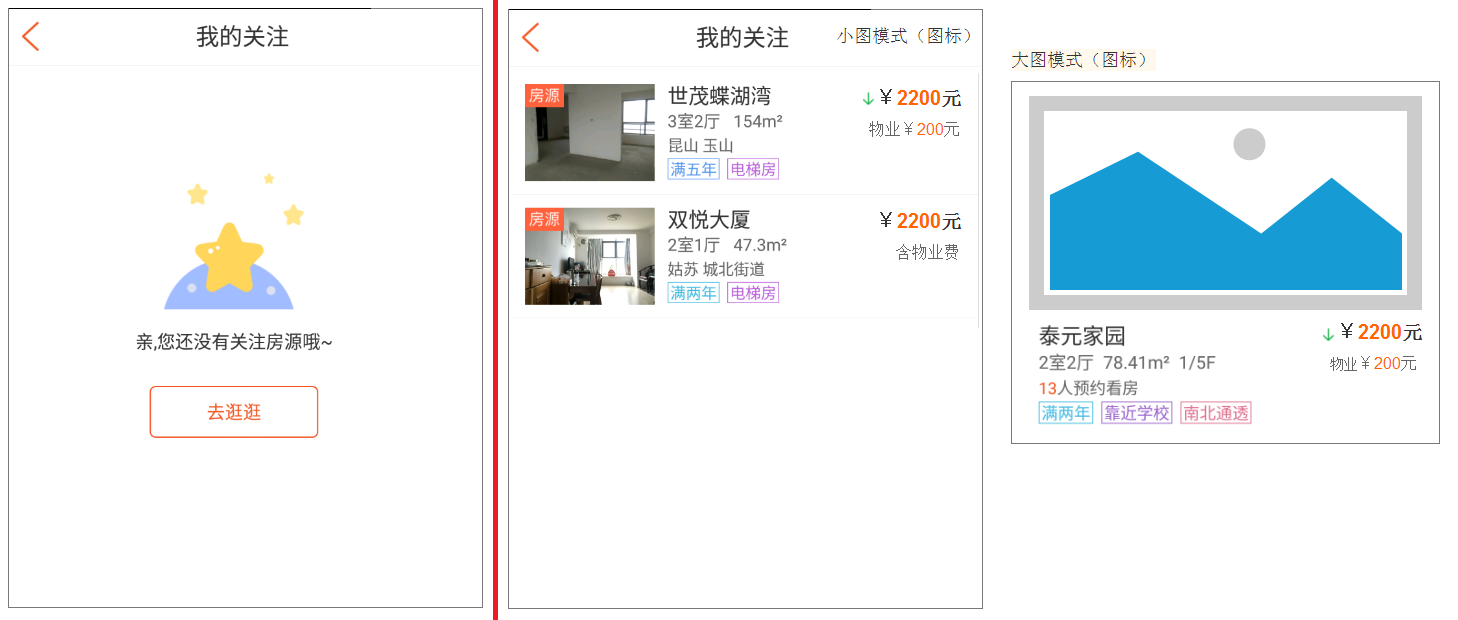 我的关注
亲,您还没有关注房源哦~
去逛逛
我的关注
小图模式（图标）
房源
世茂蝶湖湾
3室2厅 154m²
昆山 玉山
满五年 电梯房
￥2200元
物业￥200元
房源
双悦大厦
2室1厅 47.3m²
姑苏 城北街道
满两年 电梯房
￥2200元
含物业费
大图模式（图标）
泰元家园
2室2厅 78.41m² 1/5F
13人预约看房
满两年 靠近学校 南北通透
￥2200元
物业￥200元